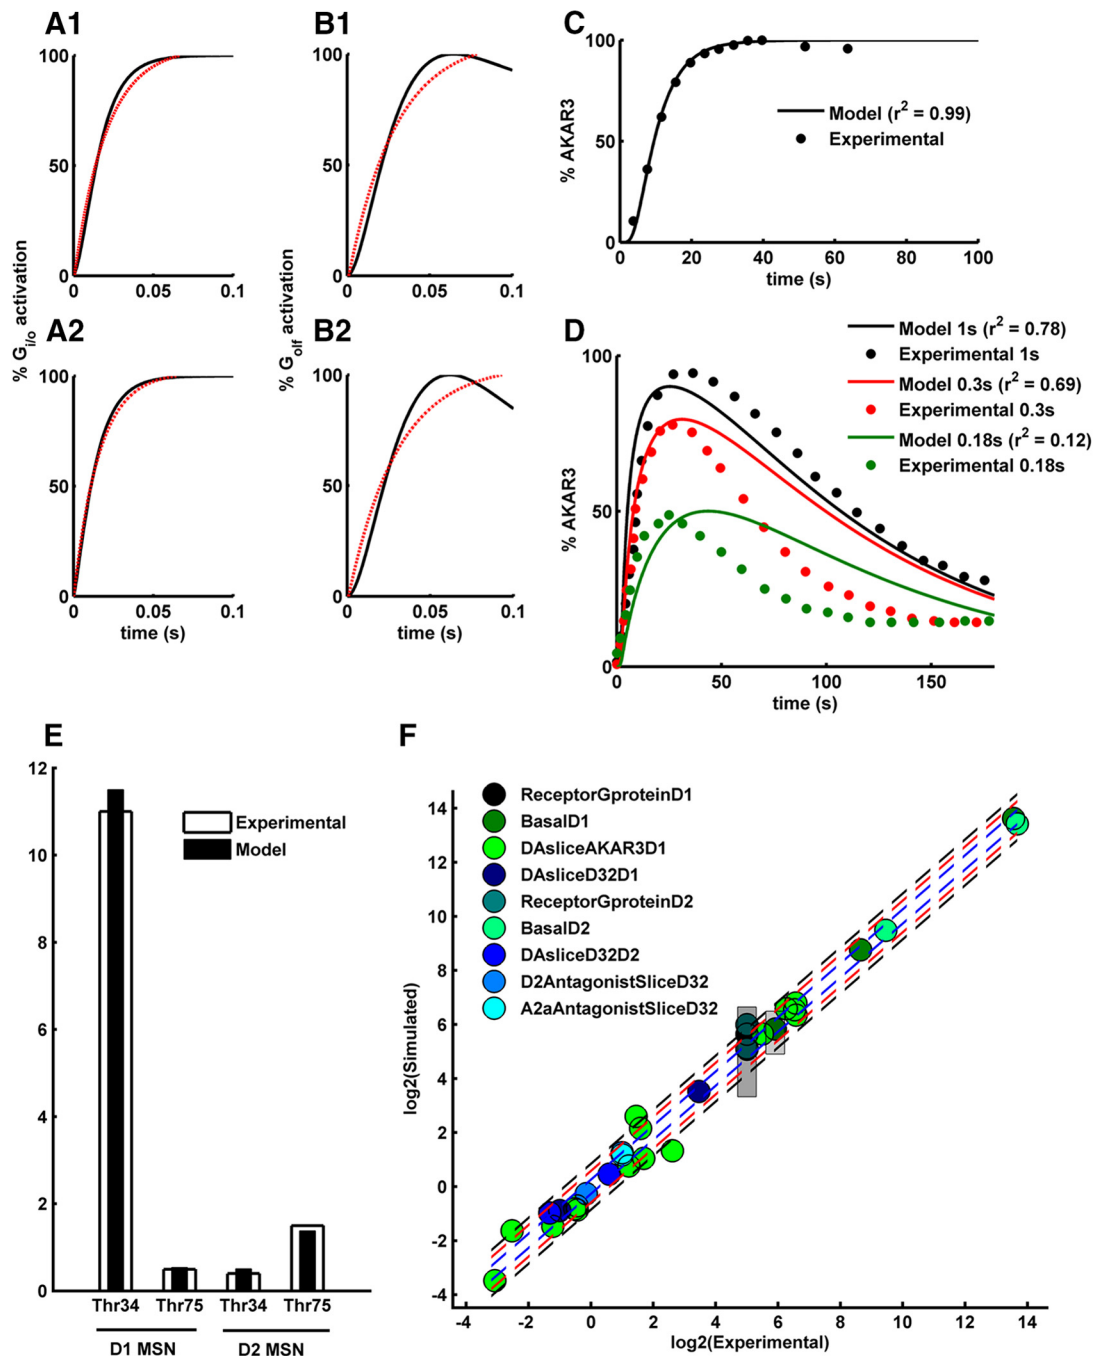 A1
100
50
0
0
0.05
0.1
A2
100
50
0
0
0.05
0.1
time (s)
% Gi/o activation
B1
100
50
0
0
0.05
0.1
B2
100
50
0
0
0.05
0.1
time (s)
% Golf activation
C
100
50
0
0
20
40
60
80
100
% AKAR3
time (s)
Model (r² = 0.99)
Experimental
D
100
50
0
0
50
100
150
% AKAR3
time (s)
Model 1s (r² = 0.78)
Experimental 1s
Model 0.3s (r² = 0.69)
Experimental 0.3s
Model 0.18s (r² = 0.12)
Experimental 0.18s
E
12
10
8
6
4
2
0
Experimental
Model
Thr34 Thr75 Thr34 Thr75
D1 MSN D2 MSN
F
ReceptorGproteinD1
BasalD1
DAsliceAKAR3D1
DAsliceD32D1
ReceptorGproteinD2
BasalD2
DAsliceD32D2
D2AntagonistSliceD32
A2aAntagonistSliceD32
log2(Simulated)
14
12
10
8
6
4
2
0
-2
-4
-4 -2 0 2 4 6 8 10 12 14
log2(Experimental)